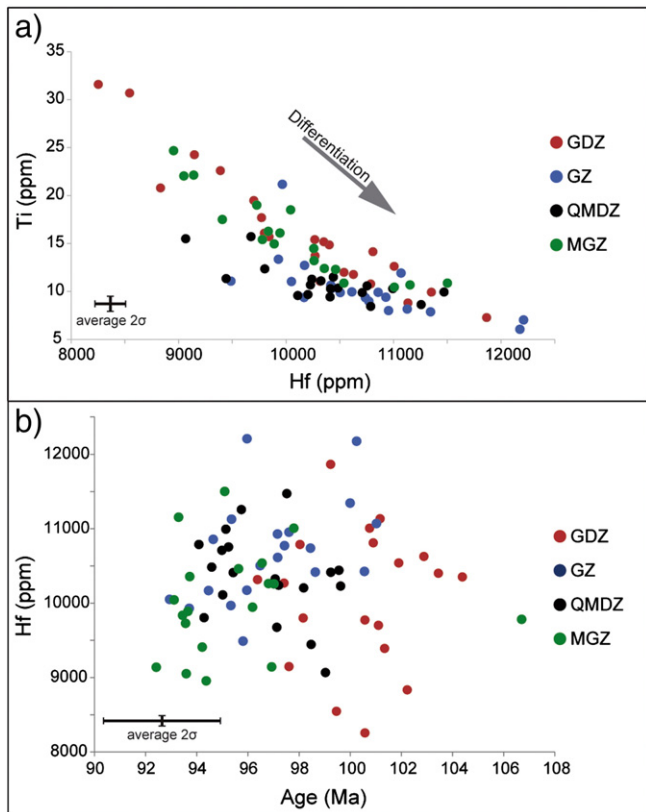 a)
35
30
25
20
15
10
5
Ti (ppm)
Differentiation
GDZ
GZ
QMDZ
MGZ
average 2σ
8000 9000 10000 11000 12000
Hf (ppm)
b)
12000
11000
10000
9000
8000
Hf (ppm)
GDZ
GZ
QMDZ
MGZ
average 2σ
90 92 94 96 98 100 102 104 106 108
Age (Ma)